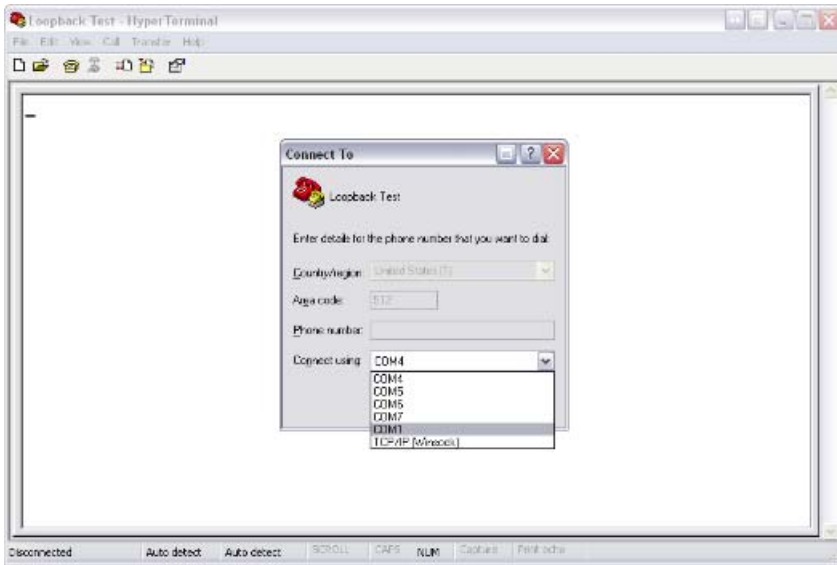 Loopback Test - HyperTerminal
File Edit View Call Transfer Help
Connect To
Loopback Test
Enter details for the phone number that you want to dial:
Country/region: United States (1)
Area code: 512
Phone number:
Connect using: COM4
COM4
COM5
COM6
COM7
COM1
TCP/IP (Winsock)
Disconnected Auto detect Auto detect SCROLL CAPS NUM Capture Print echo